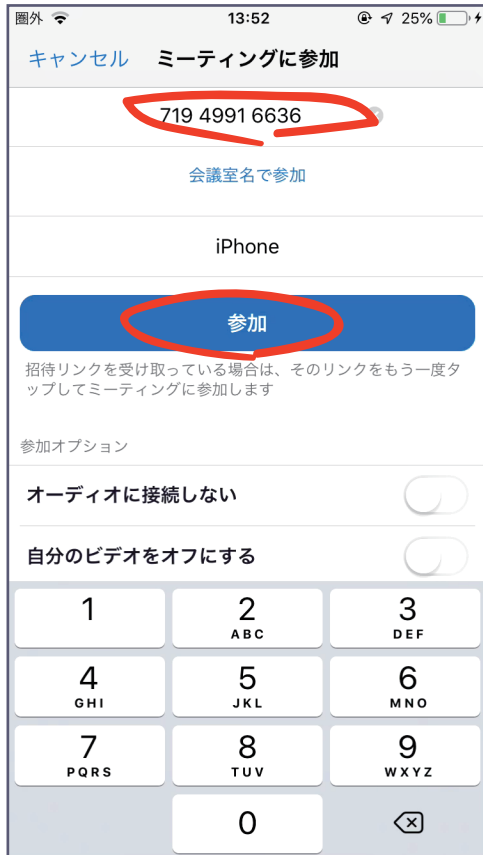 圏外 13:52 25%
キャンセル ミーティングに参加
719 4991 6636
会議室名で参加
iPhone
参加
招待リンクを受け取っている場合は、そのリンクをもう一度タ
ップしてミーティングに参加します
参加オプション
オーディオに接続しない
自分のビデオをオフにする
1 2 3
ABC DEF
4 5 6
GHI JKL MNO
7 8 9
PQRS TUV WXYZ
0